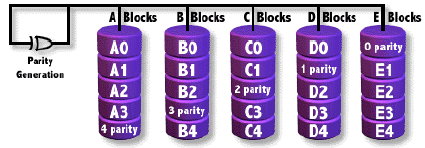 A Blocks
B Blocks
C Blocks
D Blocks
E Blocks
Parity
Generation
A0
B0
C0
D0
0 parity
A1
B1
C1
1 parity
E1
A2
B2
2 parity
D2
E2
A3
3 parity
C3
D3
E3
4 parity
B4
C4
D4
E4